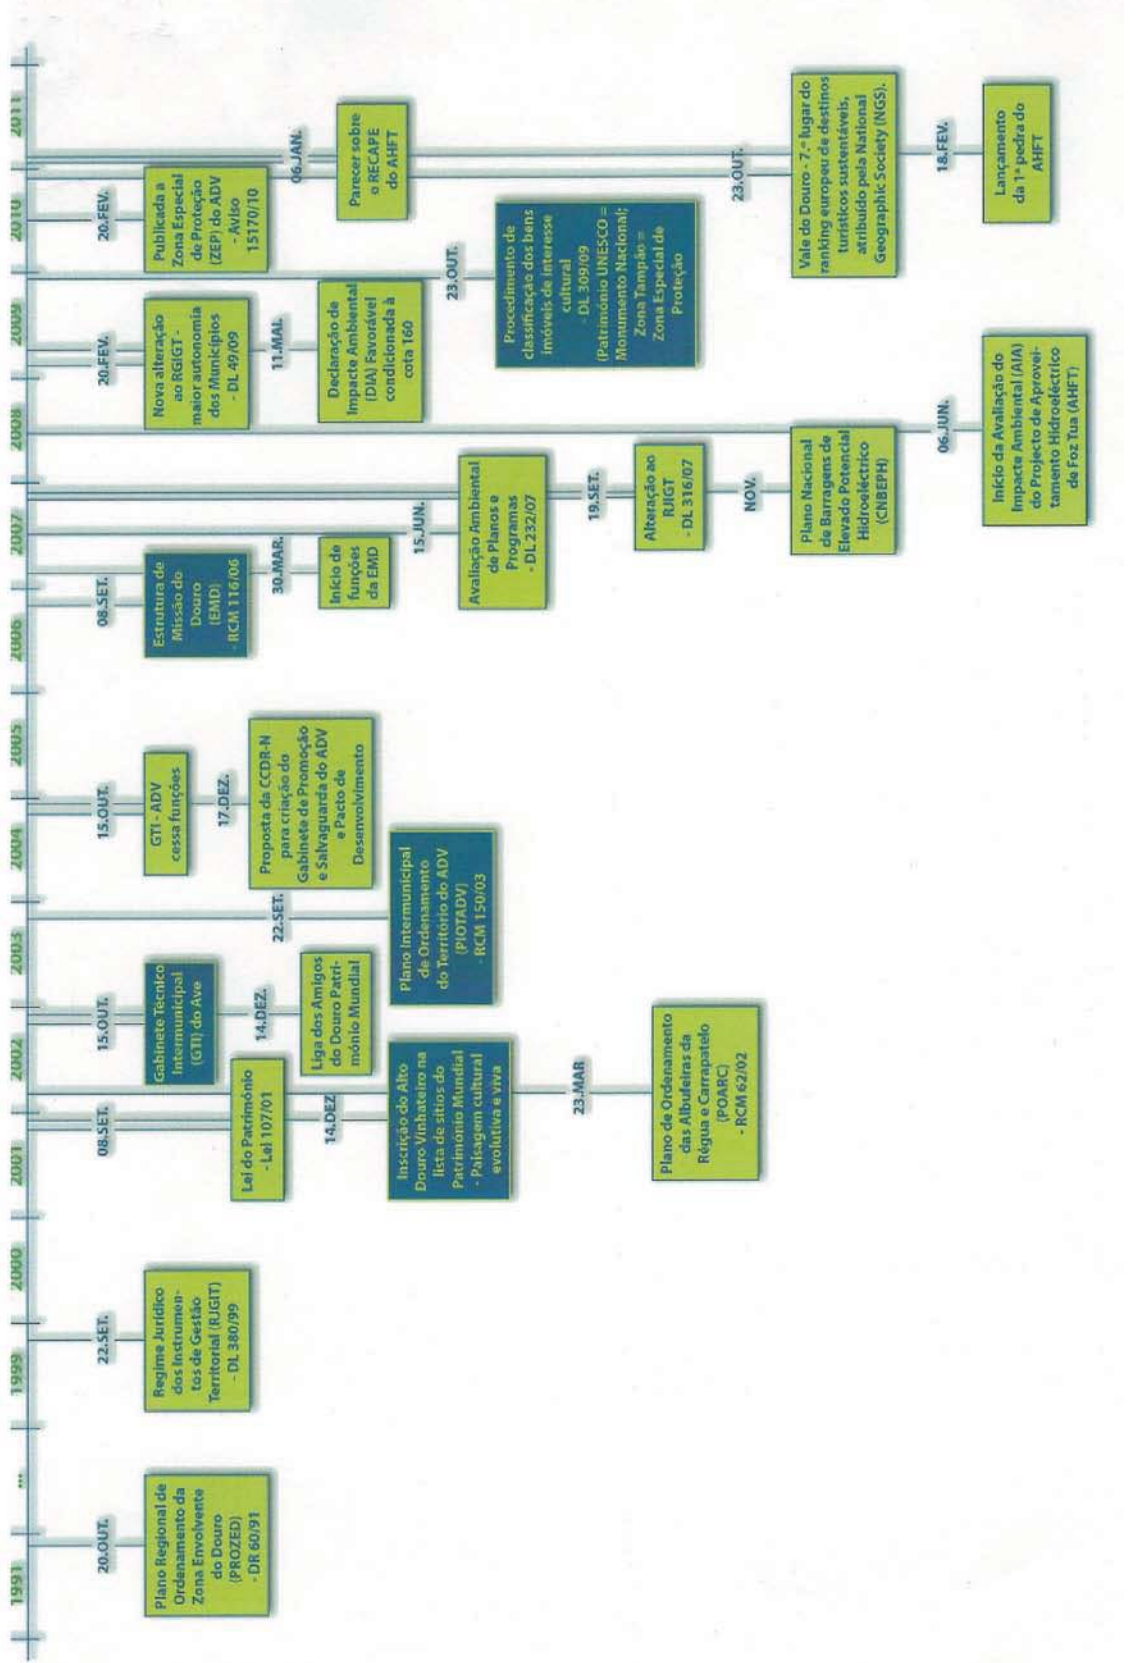 1991
...
1999
2000
2001
2002
2003
2004
2005
2006
2007
2008
2009
2010
2011
20.OUT.
Plano Regional de
Ordenamento da
Zona Envolvente
do Douro
(PROZED)
- DR 60/91
22.SET.
Regime Jurídico
dos Instrumen-
tos de Gestão
Territorial (RJGIT)
- DL 380/99
08.SET.
Lei do Património
- Lei 107/01
14.DEZ
Inscrição do Alto
Douro Vinhateiro na
lista de sítios do
Património Mundial
- Paisagem cultural
evolutiva e viva
23.MAR
Plano de Ordenamento
das Albufeiras da
Régua e Carrapatelo
(POARC)
- RCM 62/02
15.OUT.
Gabinete Técnico
Intermunicipal
(GTI) do Ave
14.DEZ.
Liga dos Amigos
do Douro Patri-
mónio Mundial
22.SET.
Plano Intermunicipal
de Ordenamento
do Território do ADV
(PIOTADV)
- RCM 150/03
15.OUT.
GTI - ADV
cessa funções
17.DEZ.
Proposta da CCDR-N
para criação do
Gabinete de Promoção
e Salvaguarda do ADV
e Pacto de
Desenvolvimento
08.SET.
Estrutura de
Missão do
Douro
(EMD)
- RCM 116/06
30.MAR.
Início de
funções
da EMD
15.JUN.
Avaliação Ambiental
de Planos e
Programas
- DL 232/07
19.SET.
Alteração ao
RJIGT
- DL 316/07
NOV.
Plano Nacional
de Barragens de
Elevado Potencial
Hidroeléctrico
(CNBEPH)
06.JUN.
Início da Avaliação do
Impacte Ambiental (AIA)
do Projecto de Aprovei-
tamento Hidroeléctrico
de Foz Tua (AHFT)
20.FEV.
Nova alteração
ao RGIGT -
maior autonomia
dos Municípios
- DL 49/09
11.MAI.
Declaração de
Impacte Ambiental
(DIA) Favorável
condicionada à
cota 160
23.OUT.
Procedimento de
classificação dos bens
imóveis de interesse
cultural
- DL 309/09
(Património UNESCO =
Monumento Nacional;
Zona Tampão =
Zona Especial de
Proteção
20.FEV.
Publicada a
Zona Especial
de Proteção
(ZEP) do ADV
- Aviso
15170/10
06.JAN.
Parecer sobre
o RECAPE
do AHFT
23.OUT.
Vale do Douro - 7.º lugar do
ranking europeu de destinos
turísticos sustentáveis,
atribuído pela National
Geographic Society (NGS).
18.FEV.
Lançamento
da 1ª pedra do
AHFT